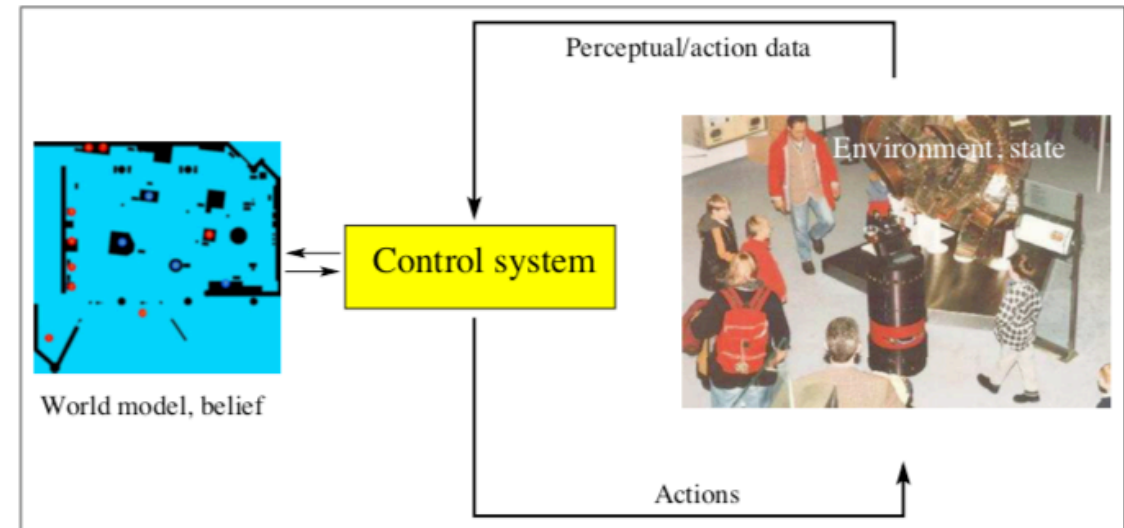 Perceptual/action data
Environment, state
Control system
World model, belief
Actions